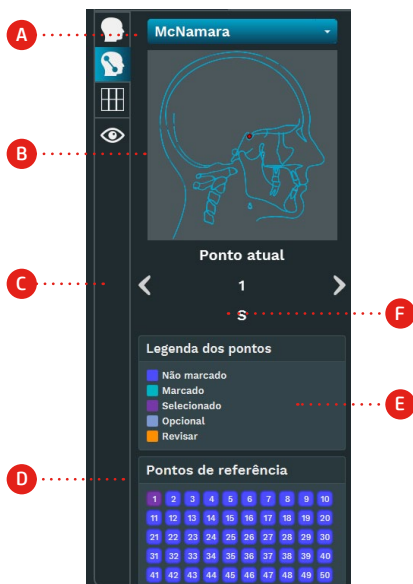 A
McNamara
B
Ponto atual
C
1
S
F
Legenda dos pontos
Não marcado
Marcado
Selecionado
Opcional
Revisar
E
Pontos de referência
D
1 2 3 4 5 6 7 8 9 10
11 12 13 14 15 16 17 18 19 20
21 22 23 24 25 26 27 28 29 30
31 32 33 34 35 36 37 38 39 40
41 42 43 44 45 46 47 48 49 50